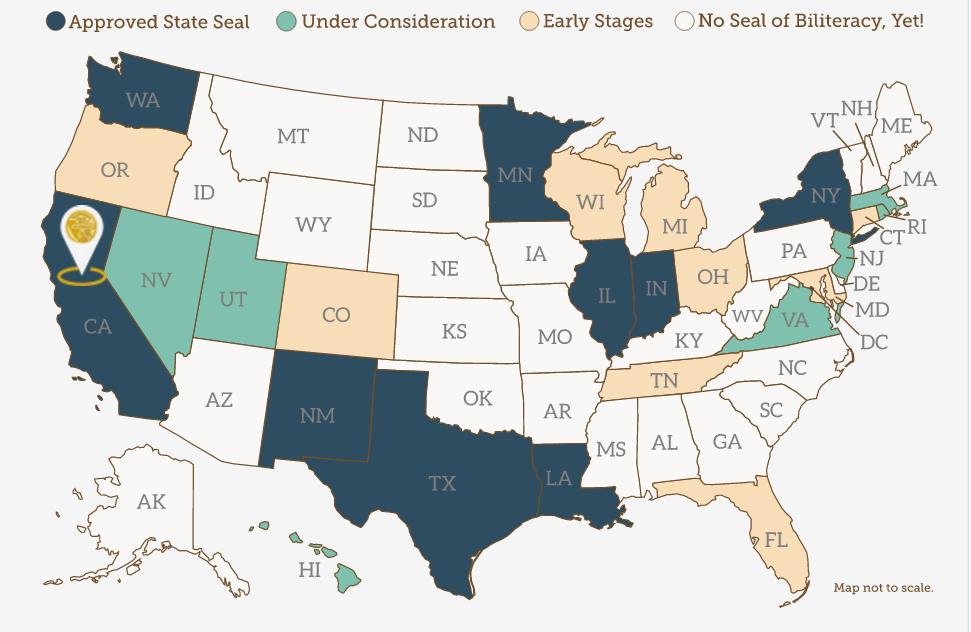 Approved State Seal Under Consideration Early Stages No Seal of Biliteracy, Yet!
WA
MT
ND
MN
VT
NH
ME
OR
ID
SD
WI
MI
NY
MA
WY
RI
CT
IA
PA
NJ
NV
UT
NE
IL
IN
OH
DE
MD
CA
CO
KS
MO
WV
VA
KY
DC
AZ
NM
OK
TN
NC
AR
SC
MS
AL
GA
TX
LA
AK
FL
HI
Map not to scale.